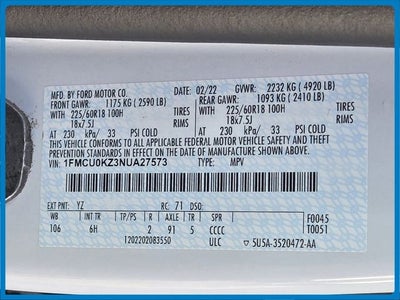 MFD. BY FORD MOTOR CO. 02/22 GVWR: 2232 KG (4920 LB)
FRONT GAWR: 1175 KG (2590 LB) REAR GAWR: 1093 KG (2410 LB)
WITH 225/60R18 100H TIRES WITH 225/60R18 100H TIRES
18x7.5J 18x7.5J
AT 230 kPa/ 33 PSI COLD AT 230 kPa/ 33 PSI COLD
THIS VEHICLE CONFORMS TO ALL APPLICABLE FEDERAL MOTOR VEHICLE SAFETY AND
THEFT PREVENTION STANDARDS IN EFFECT ON THE DATE OF MANUFACTURE SHOWN ABOVE.
VIN: 1FMCU0KZ3NUA27573 TYPE: MPV
EXT PNT: YZ RC: 71 DSO:
WB INT TR TP/PS R AXLE TR SPR F0045
106 6H 2 91 5 CCCC T0051
1202202083550 ULC 5USA-3520472-AA